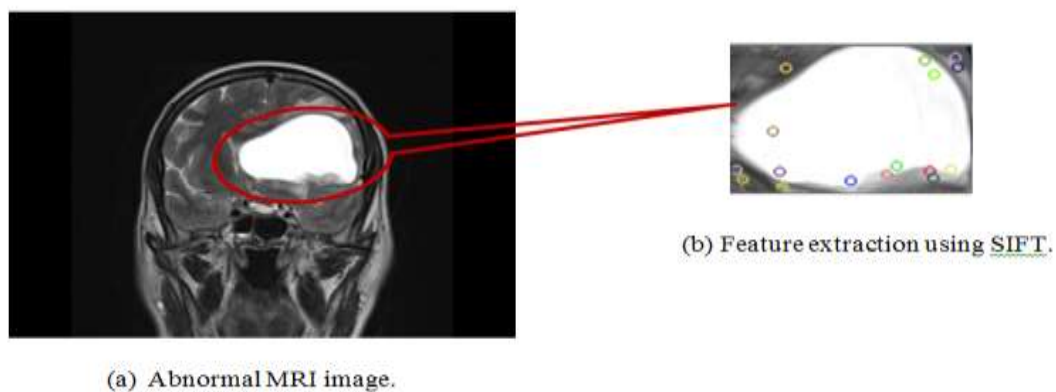 (b) Feature extraction using SIFT.
(a) Abnormal MRI image.